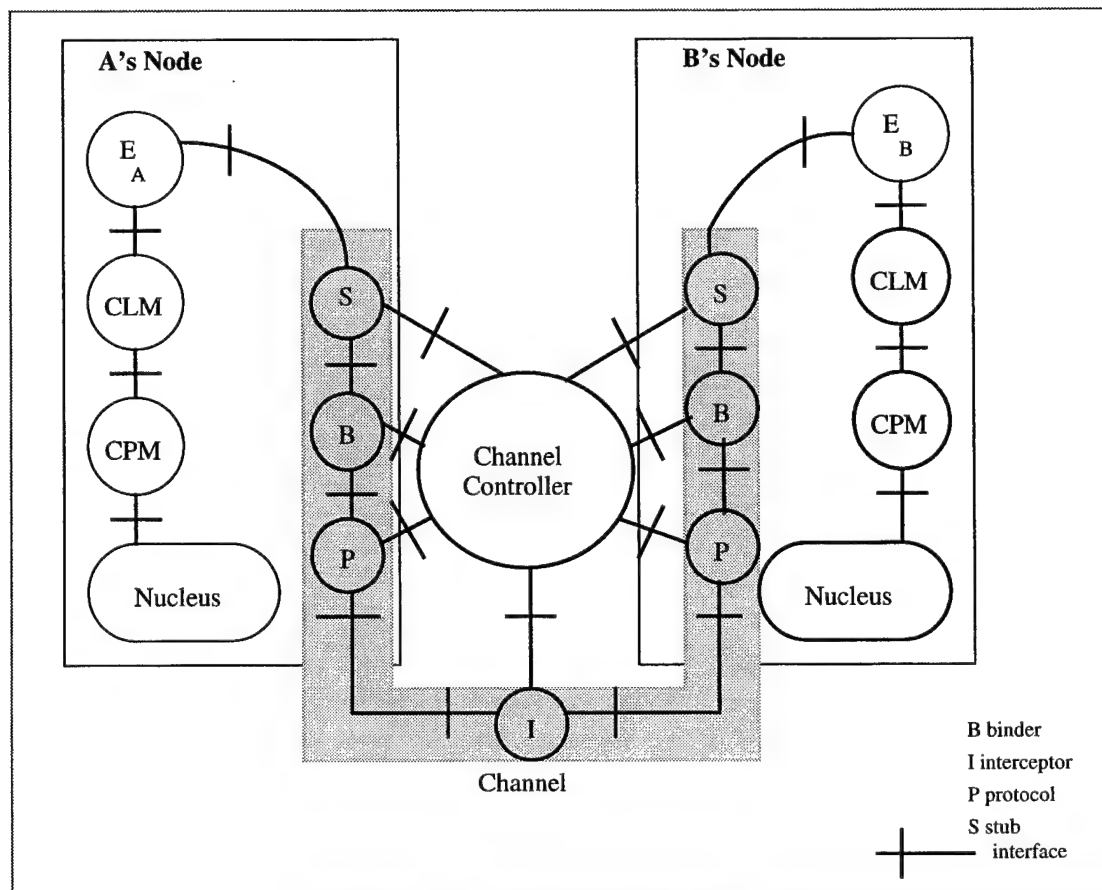 A's Node
E
A
CLM
CPM
Nucleus
S
B
P
Channel
Controller
B's Node
E
B
CLM
CPM
Nucleus
S
B
P
I
Channel
B binder
I interceptor
P protocol
S stub
interface